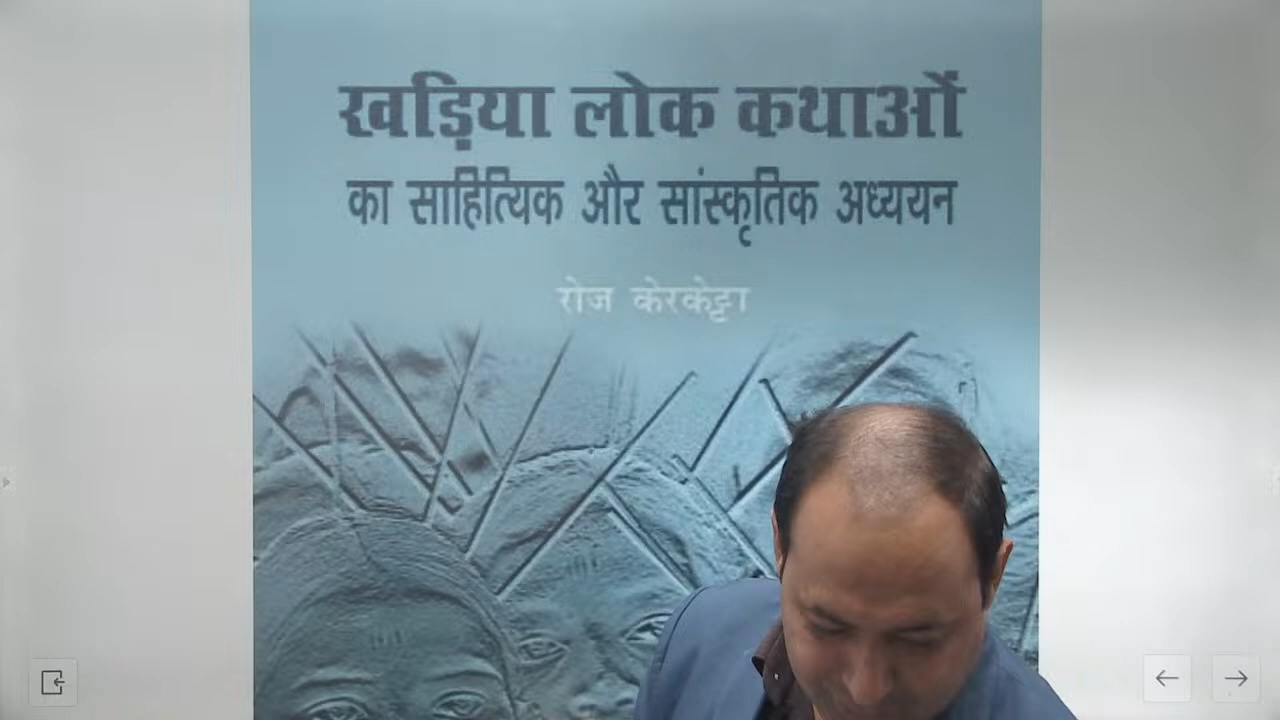 खड़िया लोक कथाओं
का साहित्यिक और सांस्कृतिक अध्ययन
रोज केरकेट्टा